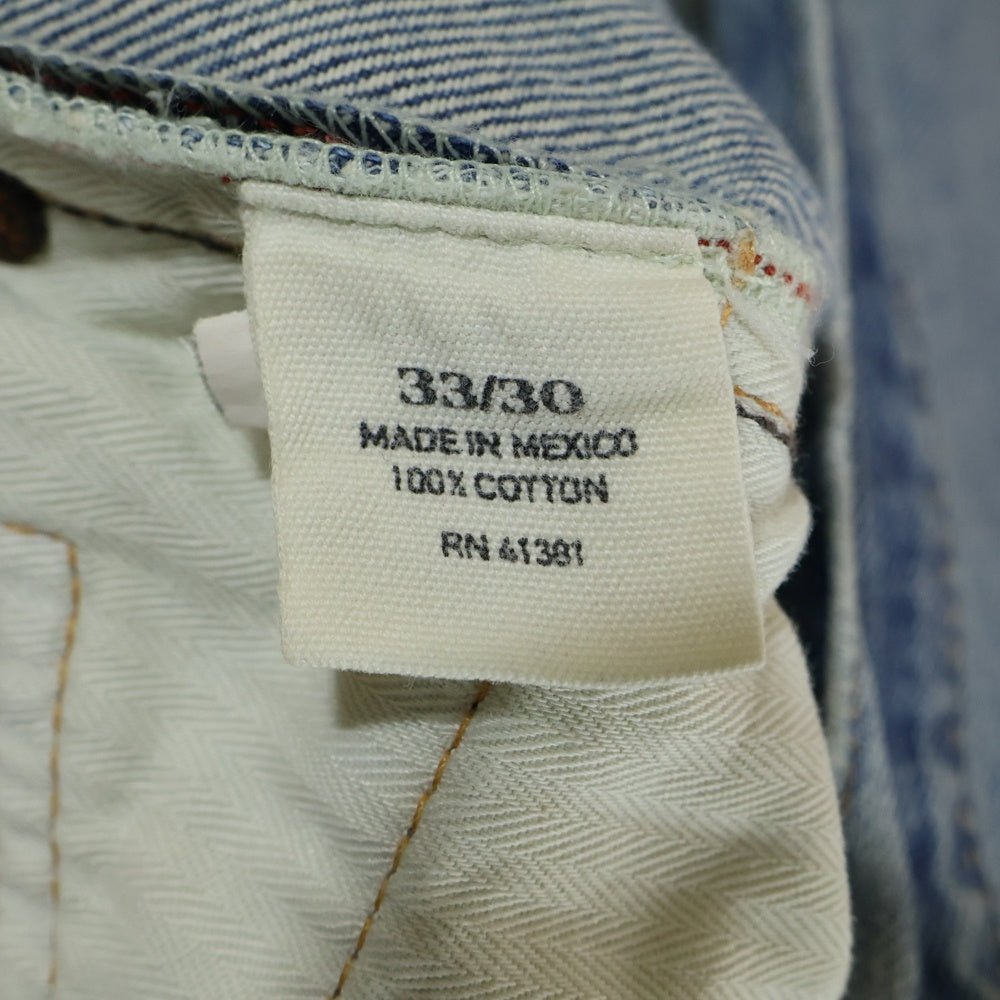 33/30
MADE IN MEXICO
100% COTTON
RN 41381